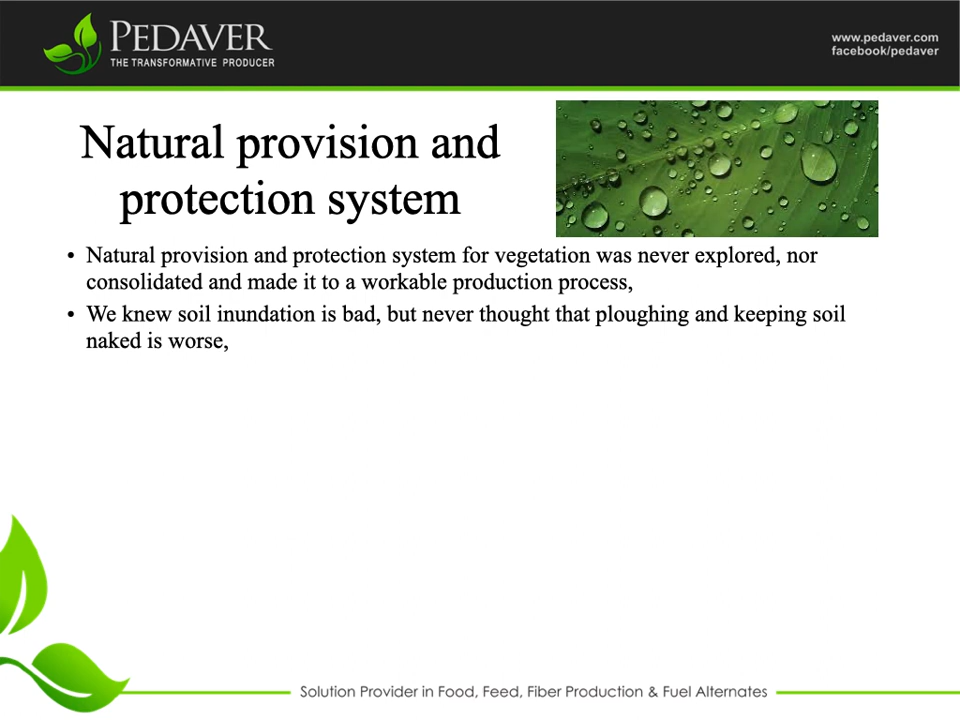 PEDAVER
THE TRANSFORMATIVE PRODUCER
www.pedaver.com
facebook/pedaver
Natural provision and
protection system
• Natural provision and protection system for vegetation was never explored, nor
consolidated and made it to a workable production process,
• We knew soil inundation is bad, but never thought that ploughing and keeping soil
naked is worse,
Solution Provider in Food, Feed, Fiber Production & Fuel Alternates